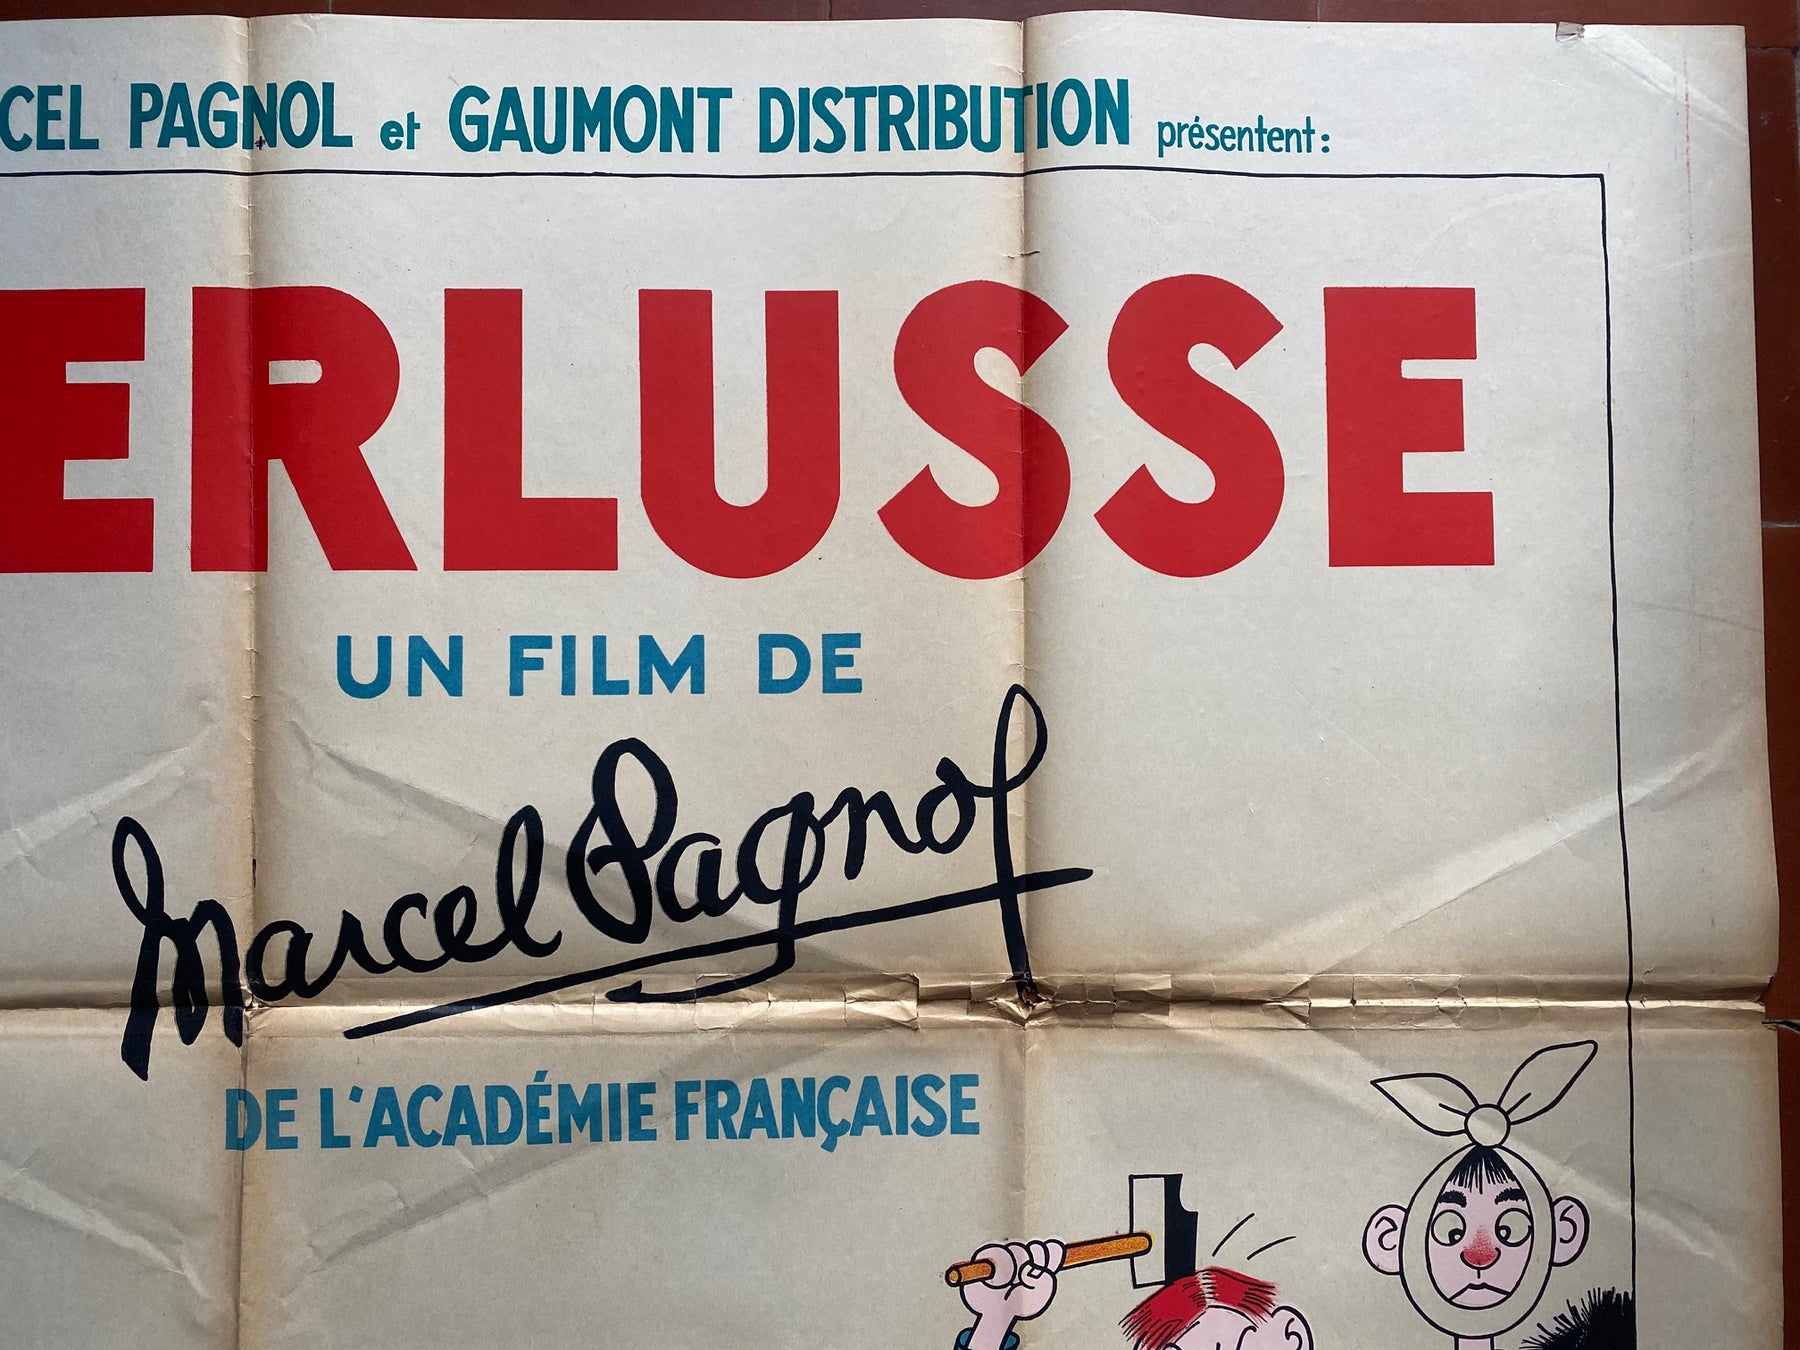 CEL PAGNOL et GAUMONT DISTRIBUTION présentent:
ERLUSSE
UN FILM DE
Marcel Pagnol
DE L'ACADÉMIE FRANÇAISE